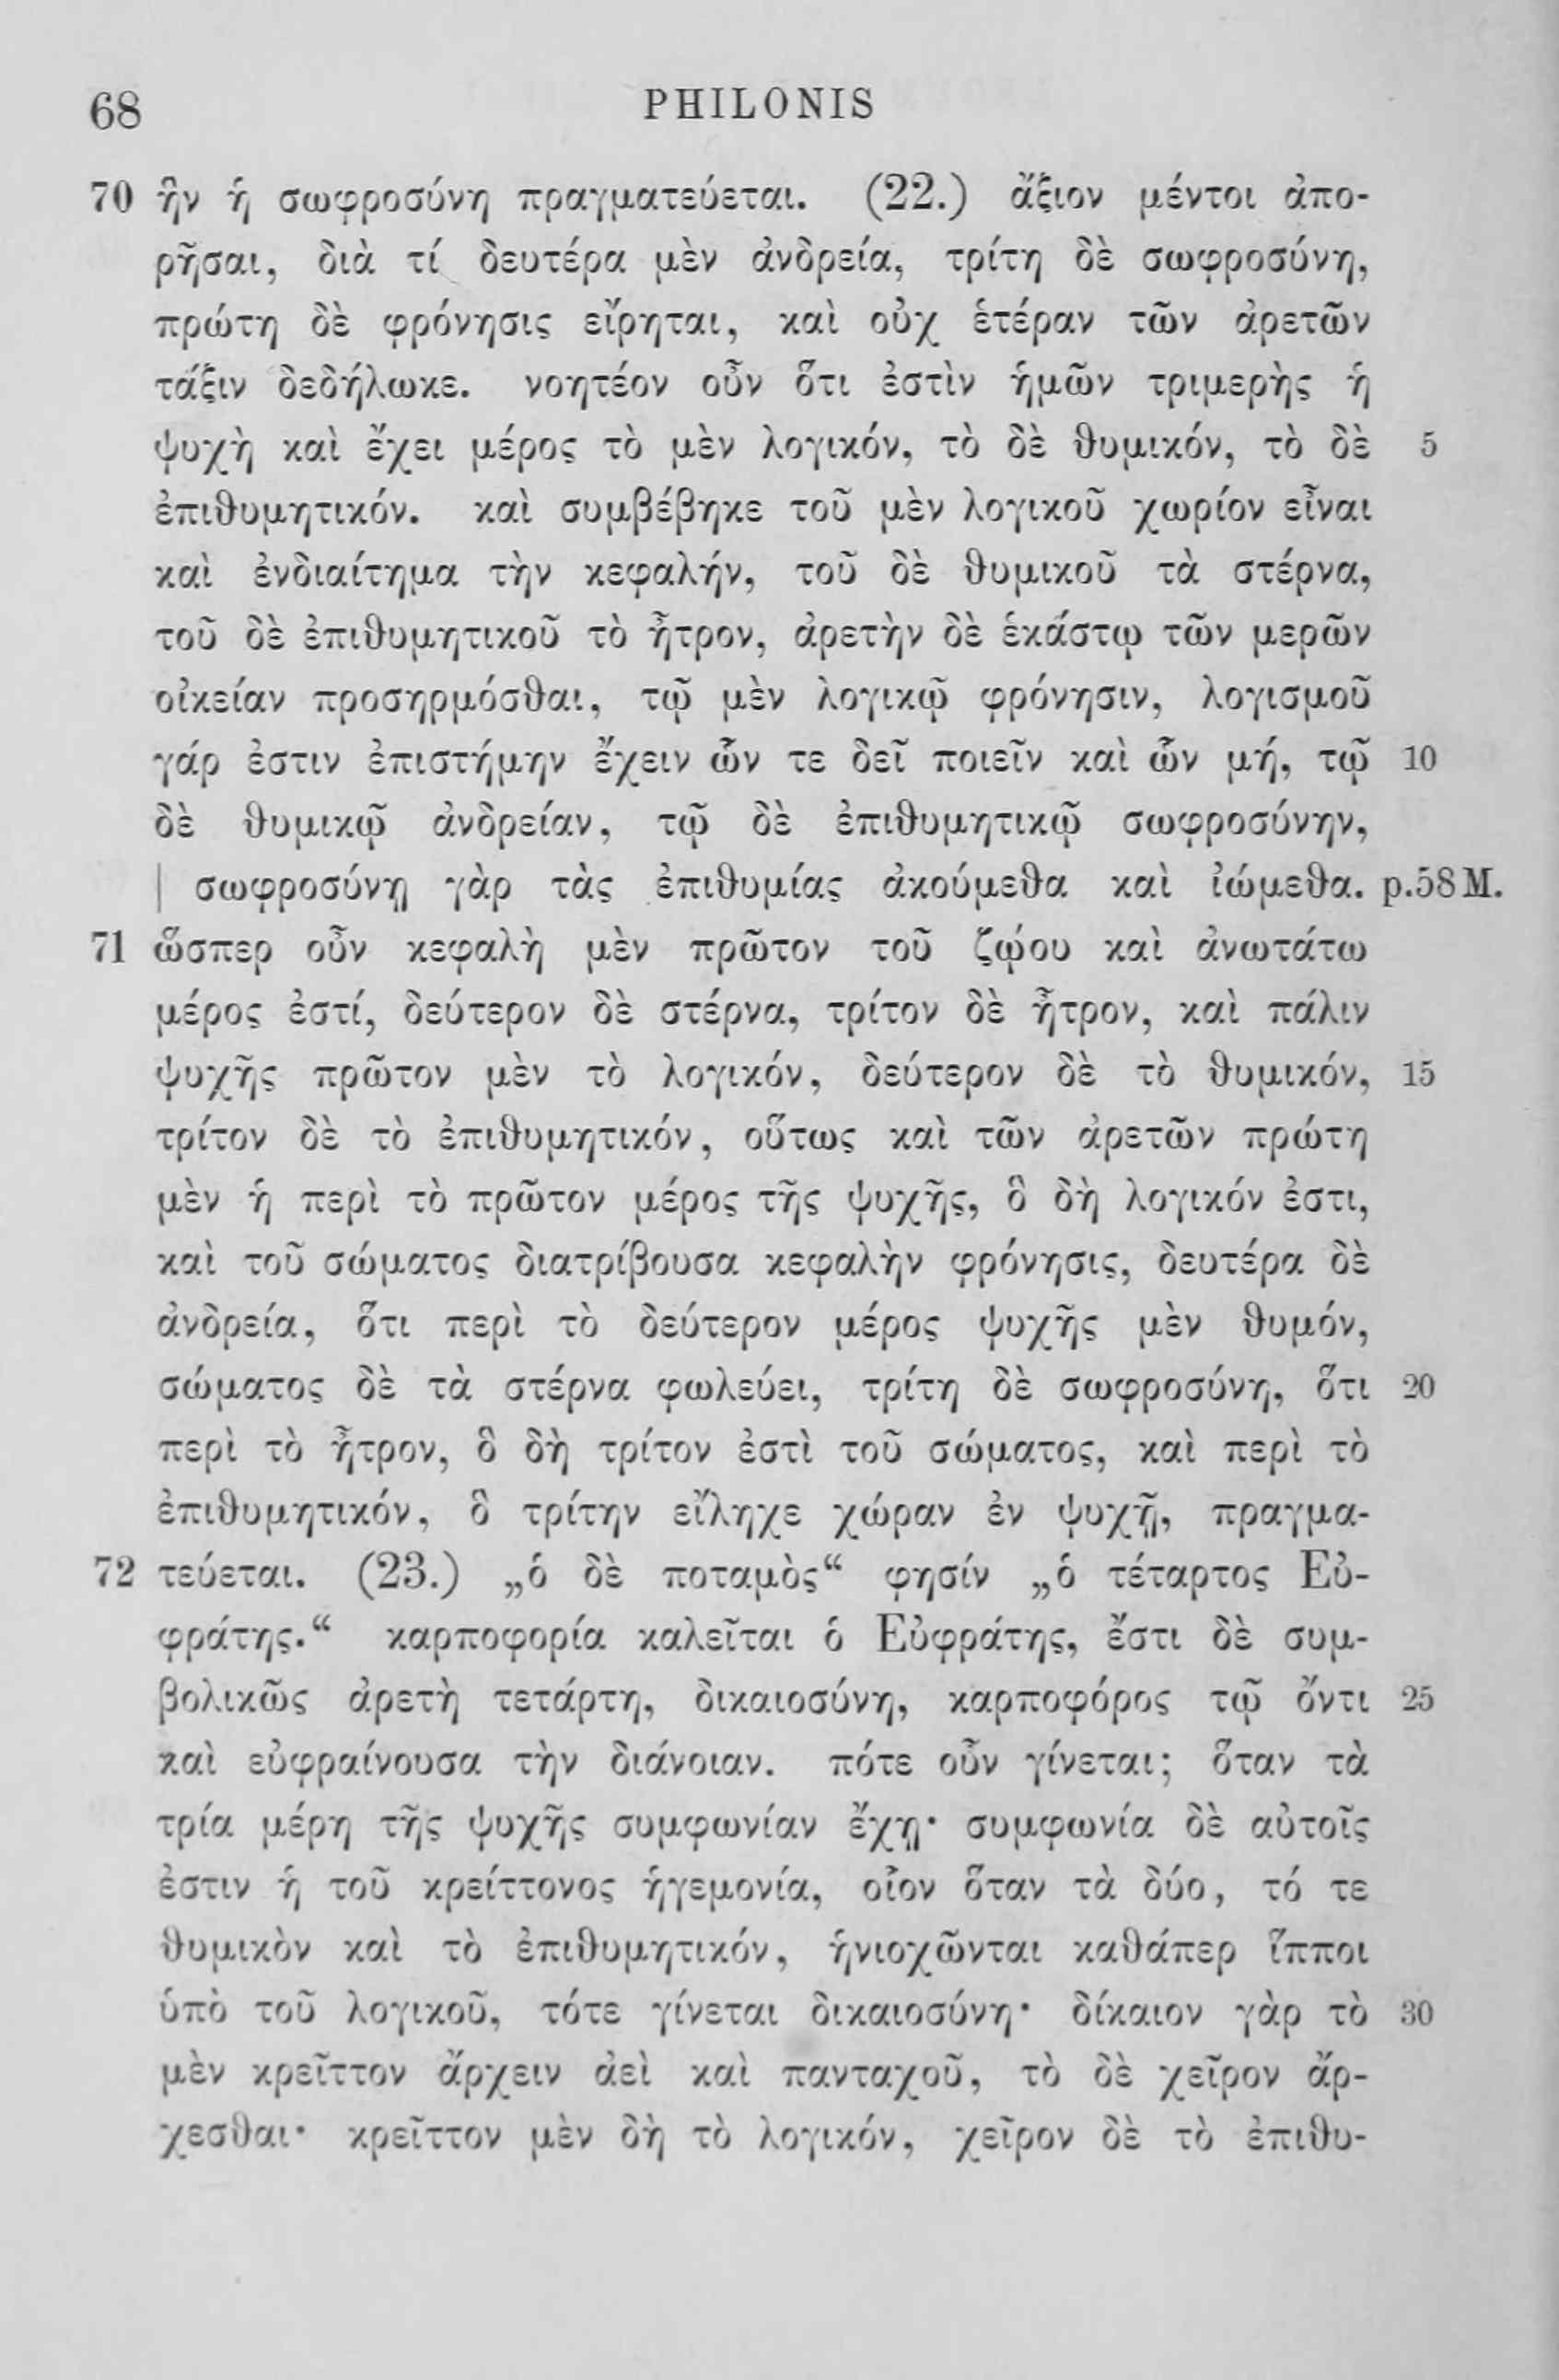 68 PHILONIS
70 ἣν ἡ σωφροσύνη πραγματεύεται. (22.) ἄξιον μέντοι ἀπο-
ρῆσαι, διὰ τί δευτέρα μὲν ἀνδρεία, τρίτη δὲ σωφροσύνη,
πρώτη δὲ φρόνησις εἴρηται, καὶ οὐχ ἑτέραν τῶν ἀρετῶν
τάξιν δεδήλωκε. νοητέον οὖν ὅτι ἐστὶν ἡμῶν τριμερὴς ἡ
ψυχὴ καὶ ἔχει μέρος τὸ μὲν λογικόν, τὸ δὲ θυμικόν, τὸ δὲ 5
ἐπιθυμητικόν. καὶ συμβέβηκε τοῦ μὲν λογικοῦ χωρίον εἶναι
καὶ ἐνδιαίτημα τὴν κεφαλήν, τοῦ δὲ θυμικοῦ τὰ στέρνα,
τοῦ δὲ ἐπιθυμητικοῦ τὸ ἦτρον, ἀρετὴν δὲ ἑκάστῳ τῶν μερῶν
οἰκείαν προσηρμόσθαι, τῷ μὲν λογικῷ φρόνησιν, λογισμοῦ
γάρ ἐστιν ἐπιστήμην ἔχειν ὧν τε δεῖ ποιεῖν καὶ ὧν μή, τῷ 10
δὲ θυμικῷ ἀνδρείαν, τῷ δὲ ἐπιθυμητικῷ σωφροσύνην,
| σωφροσύνῃ γὰρ τὰς ἐπιθυμίας ἀκούμεθα καὶ ἰώμεθα. p.58 M.
71 ὥσπερ οὖν κεφαλὴ μὲν πρῶτον τοῦ ζῴου καὶ ἀνωτάτω
μέρος ἐστί, δεύτερον δὲ στέρνα, τρίτον δὲ ἦτρον, καὶ πάλιν
ψυχῆς πρῶτον μὲν τὸ λογικόν, δεύτερον δὲ τὸ θυμικόν, 15
τρίτον δὲ τὸ ἐπιθυμητικόν, οὕτως καὶ τῶν ἀρετῶν πρώτη
μὲν ἡ περὶ τὸ πρῶτον μέρος τῆς ψυχῆς, ὃ δὴ λογικόν ἐστι,
καὶ τοῦ σώματος διατρίβουσα κεφαλὴν φρόνησις, δευτέρα δὲ
ἀνδρεία, ὅτι περὶ τὸ δεύτερον μέρος ψυχῆς μὲν θυμόν,
σώματος δὲ τὰ στέρνα φωλεύει, τρίτη δὲ σωφροσύνη, ὅτι 20
περὶ τὸ ἦτρον, ὃ δὴ τρίτον ἐστὶ τοῦ σώματος, καὶ περὶ τὸ
ἐπιθυμητικόν, ὃ τρίτην εἴληχε χώραν ἐν ψυχῇ, πραγμα-
72 τεύεται. (23.) „ὁ δὲ ποταμὸς“ φησίν „ὁ τέταρτος Εὐ-
φράτης.“ καρποφορία καλεῖται ὁ Εὐφράτης, ἔστι δὲ συμ-
βολικῶς ἀρετὴ τετάρτη, δικαιοσύνη, καρποφόρος τῷ ὄντι 25
καὶ εὐφραίνουσα τὴν διάνοιαν. πότε οὖν γίνεται; ὅταν τὰ
τρία μέρη τῆς ψυχῆς συμφωνίαν ἔχῃ· συμφωνία δὲ αὐτοῖς
ἐστιν ἡ τοῦ κρείττονος ἡγεμονία, οἷον ὅταν τὰ δύο, τό τε
θυμικὸν καὶ τὸ ἐπιθυμητικόν, ἡνιοχῶνται καθάπερ ἵπποι
ὑπὸ τοῦ λογικοῦ, τότε γίνεται δικαιοσύνη· δίκαιον γὰρ τὸ 30
μὲν κρεῖττον ἄρχειν ἀεὶ καὶ πανταχοῦ, τὸ δὲ χεῖρον ἄρ-
χεσθαι· κρεῖττον μὲν δὴ τὸ λογικόν, χεῖρον δὲ τὸ ἐπιθυ-